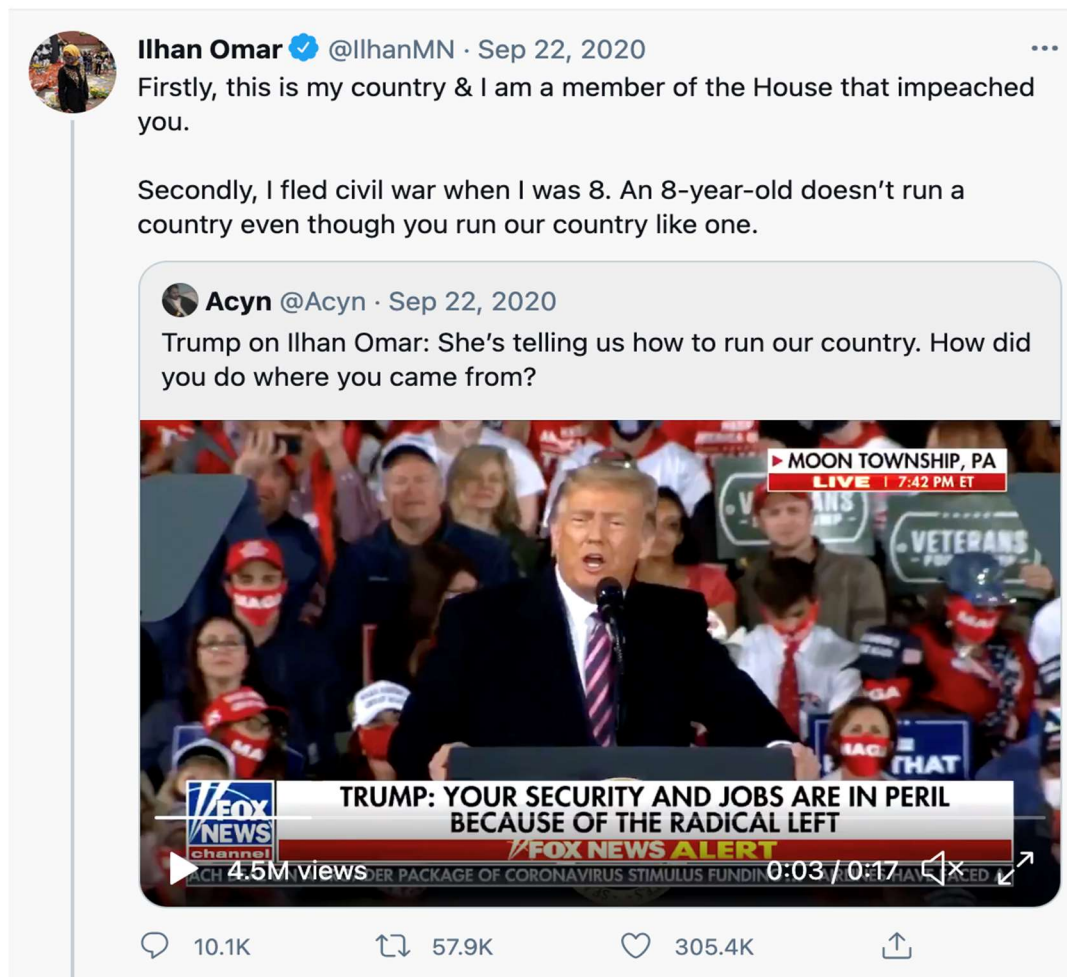 Ilhan Omar @IlhanMN · Sep 22, 2020
Firstly, this is my country & I am a member of the House that impeached
you.
Secondly, I fled civil war when I was 8. An 8-year-old doesn't run a
country even though you run our country like one.
Acyn @Acyn · Sep 22, 2020
Trump on Ilhan Omar: She's telling us how to run our country. How did
you do where you came from?
MOON TOWNSHIP, PA
LIVE | 7:42 PM ET
VETERANS
MAGA
THAT
TRUMP: YOUR SECURITY AND JOBS ARE IN PERIL
BECAUSE OF THE RADICAL LEFT
FOX
NEWS
channel
FOX NEWS ALERT
PACKAGE OF CORONAVIRUS STIMULUS
4.5M views
0:03 / 0:17
10.1K 57.9K 305.4K